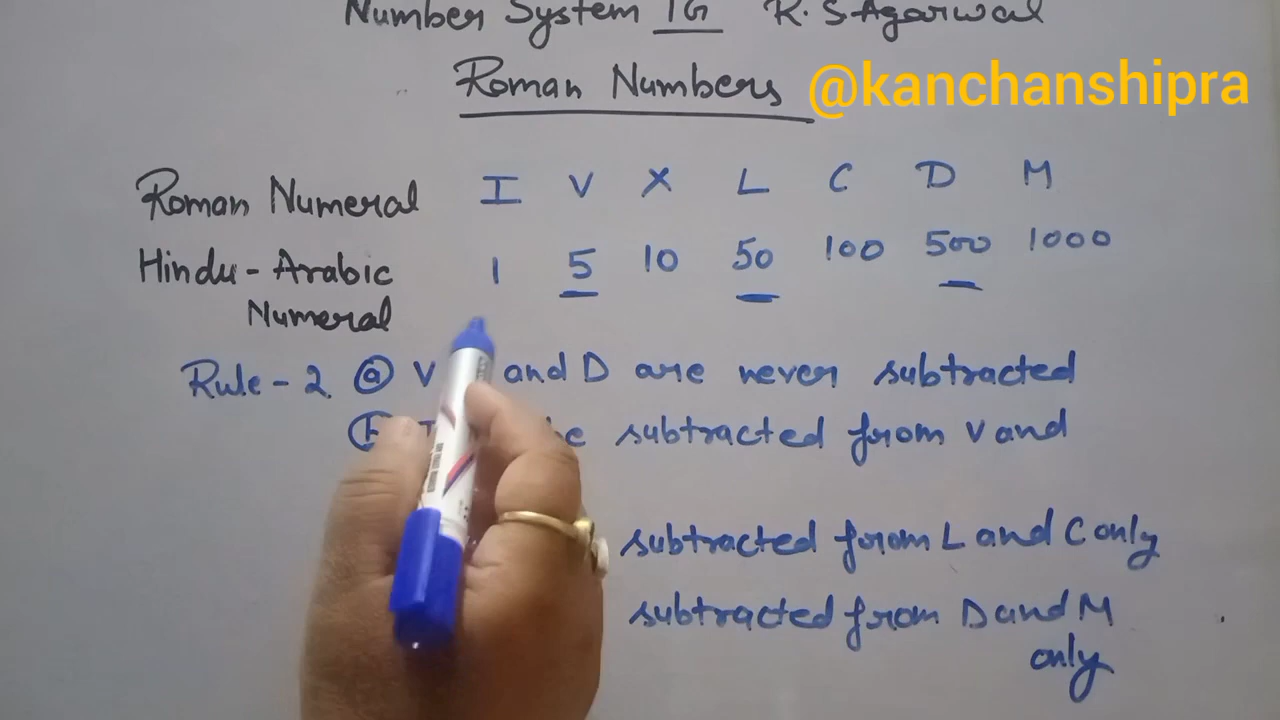 Number System IG R.S Agarwal
Roman Numbers @kanchanshipra
Roman Numeral I V X L C D M
Hindu-Arabic 1 5 10 50 100 500 1000
Numeral
Rule-2 (a) V and D are never subtracted
subtracted from V and
subtracted from L and C only
subtracted from D and M
only